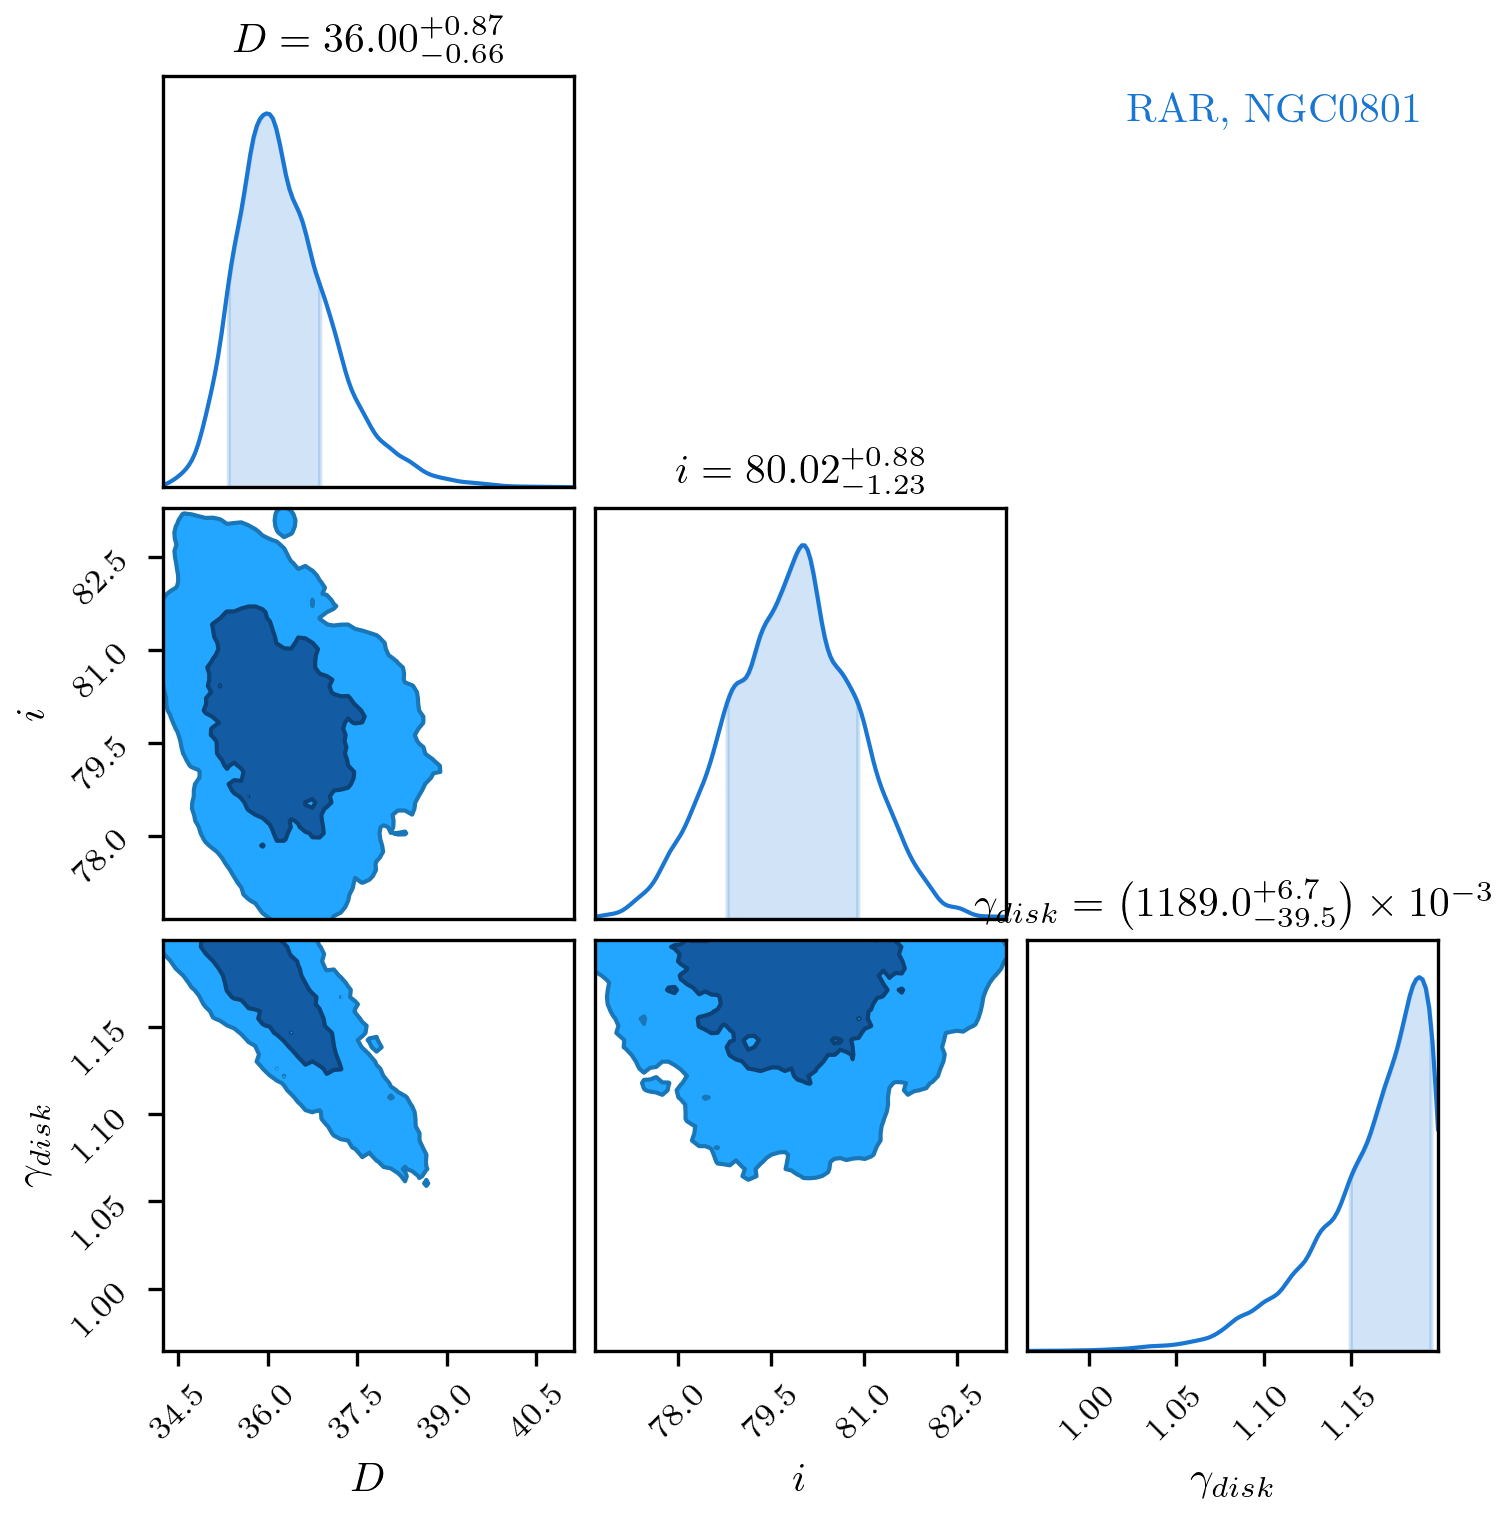 D = 36.00^{+0.87}_{-0.66}
RAR, NGC0801
i = 80.02^{+0.88}_{-1.23}
82.5
81.0
79.5
78.0
i
γ_{disk} = (1189.0^{+6.7}_{-39.5}) × 10^{-3}
1.15
1.10
1.05
1.00
γ_{disk}
34.5 36.0 37.5 39.0 40.5
78.0 79.5 81.0 82.5
1.00 1.05 1.10 1.15
D
i
γ_{disk}